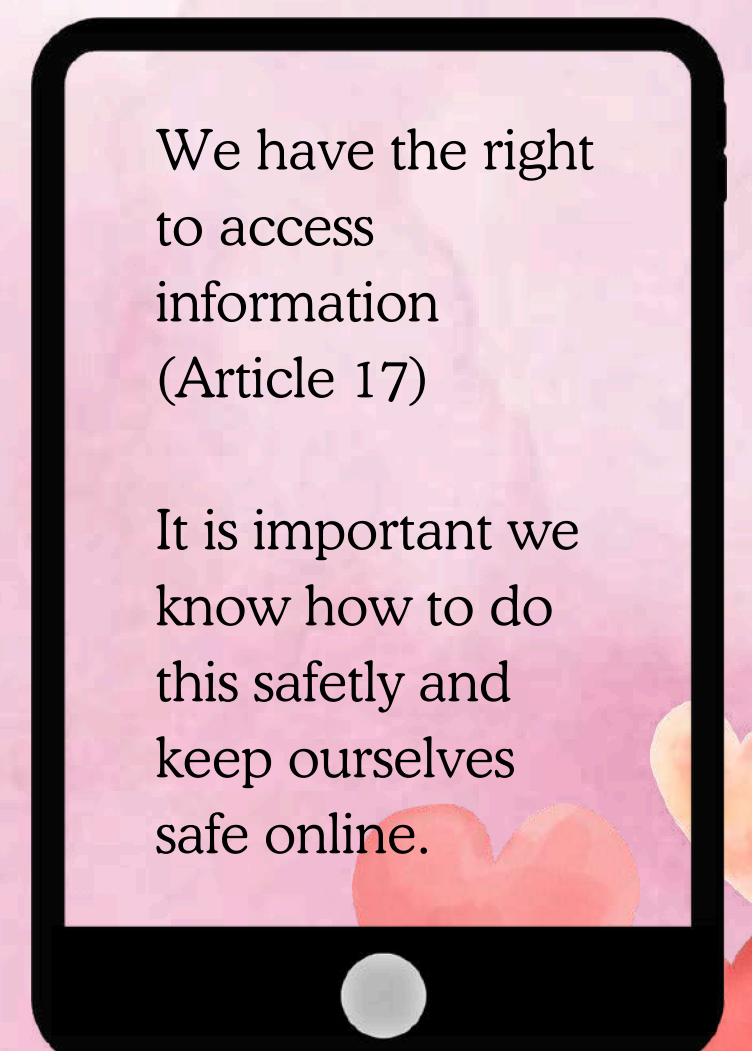 We have the right
to access
information
(Article 17)
It is important we
know how to do
this safetly and
keep ourselves
safe online.